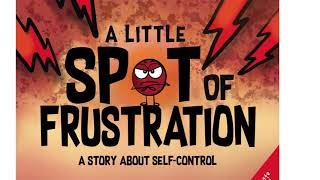 A LITTLE
SPOT OF
FRUSTRATION
A STORY ABOUT SELF-CONTROL